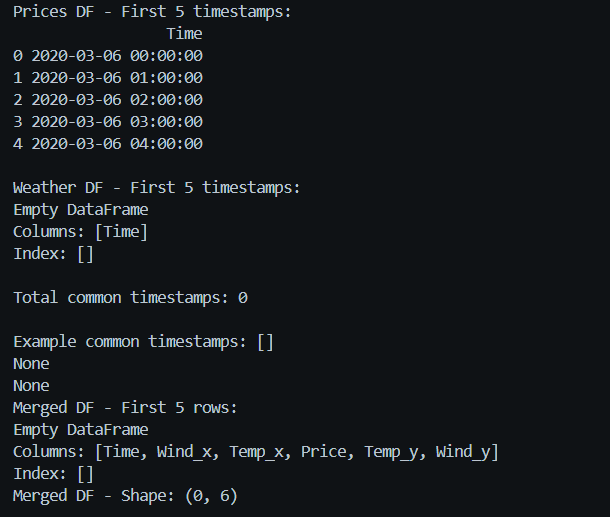 Prices DF - First 5 timestamps:
Time
0 2020-03-06 00:00:00
1 2020-03-06 01:00:00
2 2020-03-06 02:00:00
3 2020-03-06 03:00:00
4 2020-03-06 04:00:00
Weather DF - First 5 timestamps:
Empty DataFrame
Columns: [Time]
Index: []
Total common timestamps: 0
Example common timestamps: []
None
None
Merged DF - First 5 rows:
Empty DataFrame
Columns: [Time, Wind_x, Temp_x, Price, Temp_y, Wind_y]
Index: []
Merged DF - Shape: (0, 6)